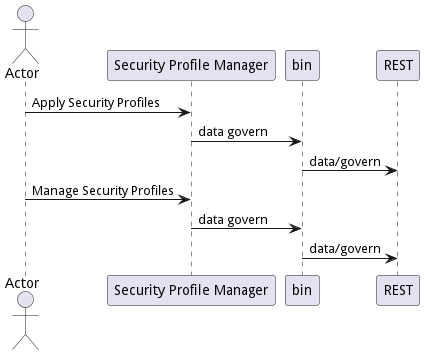 Actor
Security Profile Manager
bin
REST
Apply Security Profiles
data govern
data/govern
Manage Security Profiles
data govern
data/govern
Actor
Security Profile Manager
bin
REST